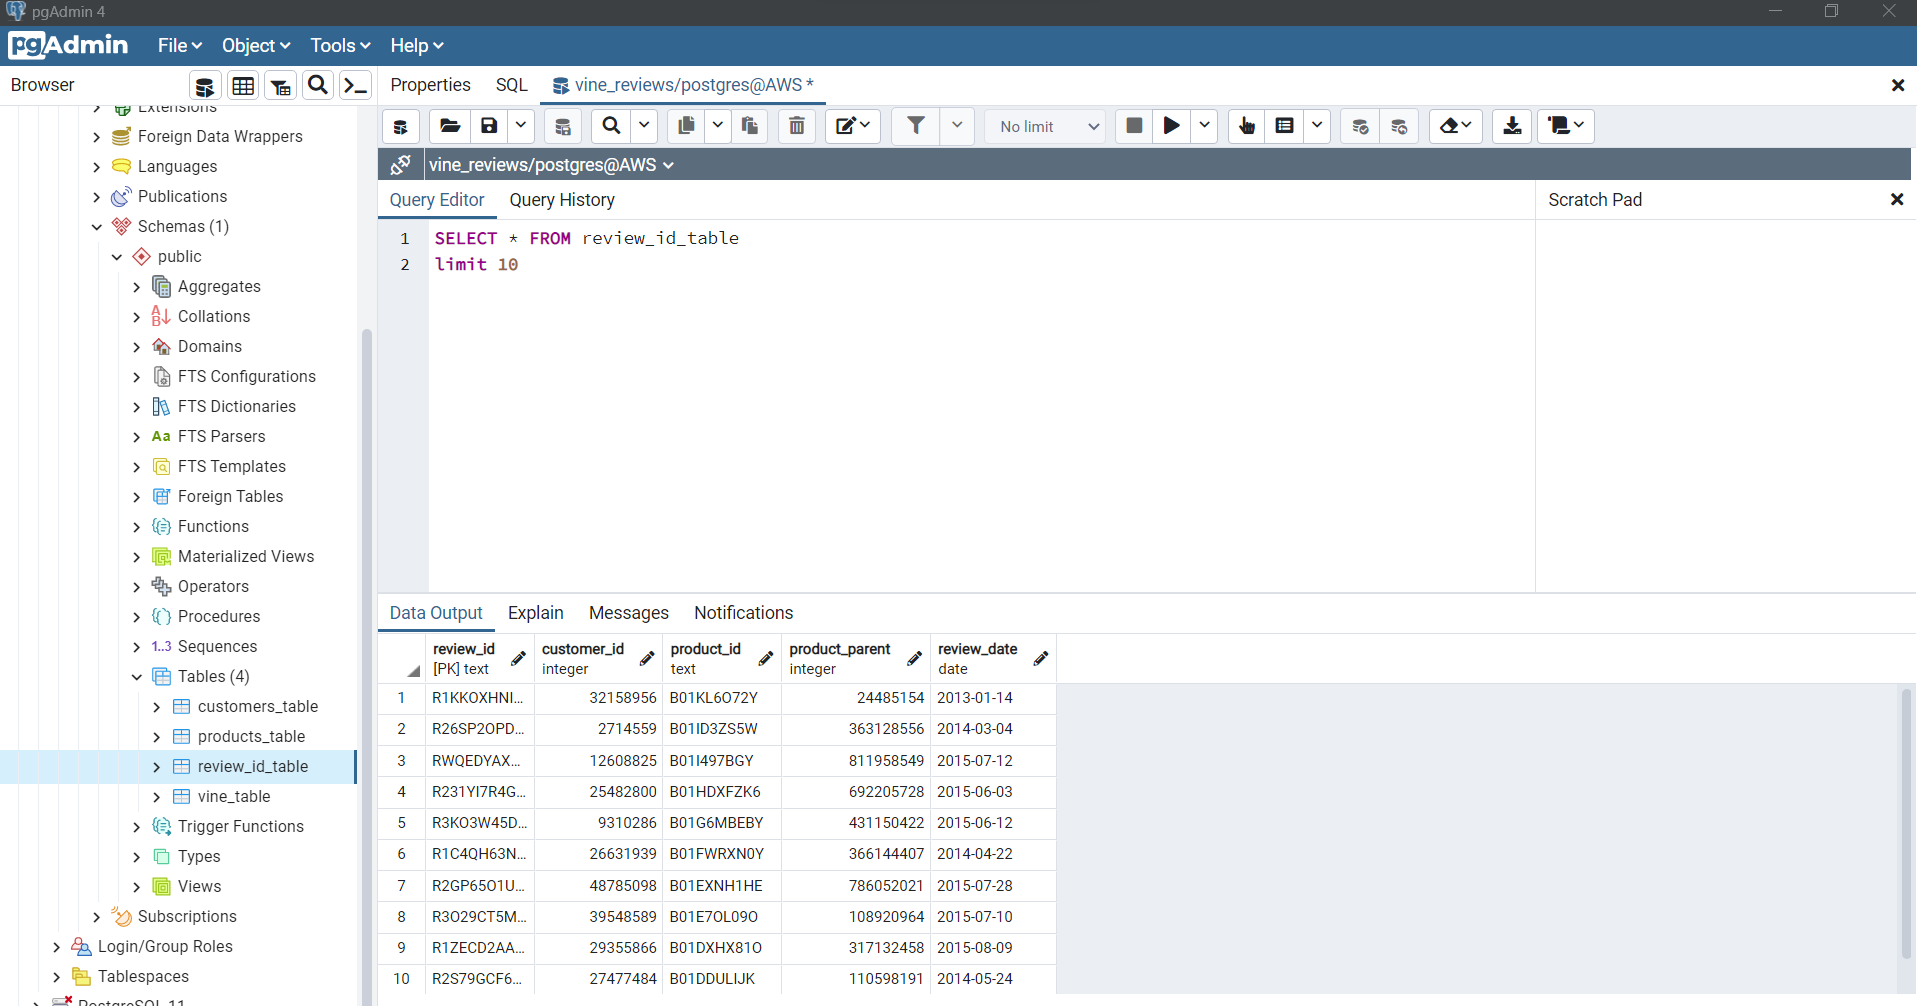 pgAdmin 4
pgAdmin File Object Tools Help
Browser
Properties SQL vine_reviews/postgres@AWS *
No limit
vine_reviews/postgres@AWS
Query Editor Query History
Scratch Pad
1 SELECT * FROM review_id_table
2 limit 10
Extensions
Foreign Data Wrappers
Languages
Publications
Schemas (1)
public
Aggregates
Collations
Domains
FTS Configurations
FTS Dictionaries
Aa FTS Parsers
FTS Templates
Foreign Tables
Functions
Materialized Views
Operators
Procedures
1..3 Sequences
Tables (4)
customers_table
products_table
review_id_table
vine_table
Trigger Functions
Types
Views
Subscriptions
Login/Group Roles
Tablespaces
PostgreSQL 11
Data Output Explain Messages Notifications
review_id customer_id product_id product_parent review_date
[PK] text integer text integer date
1 R1KKOXHNI... 32158956 B01KL6O72Y 24485154 2013-01-14
2 R26SP2OPD... 2714559 B01ID3ZS5W 363128556 2014-03-04
3 RWQEDYAX... 12608825 B01I497BGY 811958549 2015-07-12
4 R231YI7R4G... 25482800 B01HDXFZK6 692205728 2015-06-03
5 R3KO3W45D... 9310286 B01G6MBEBY 431150422 2015-06-12
6 R1C4QH63N... 26631939 B01FWRXN0Y 366144407 2014-04-22
7 R2GP65O1U... 48785098 B01EXNH1HE 786052021 2015-07-28
8 R3O29CT5M... 39548589 B01E7OL09O 108920964 2015-07-10
9 R1ZECD2AA... 29355866 B01DXHX81O 317132458 2015-08-09
10 R2S79GCF6... 27477484 B01DDULIJK 110598191 2014-05-24